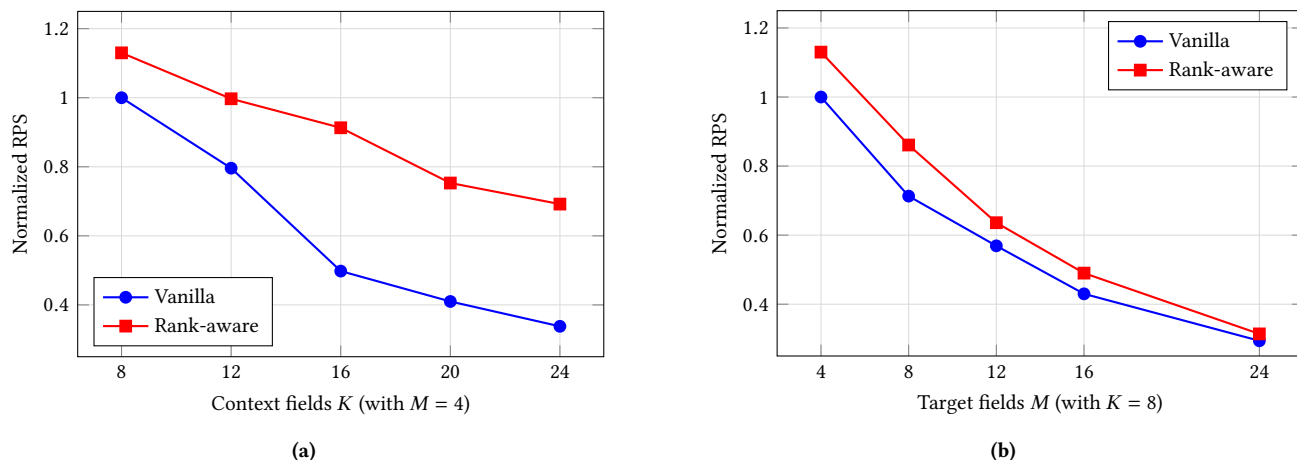 1.2
1
0.8
0.6
0.4
Normalized RPS
Vanilla
Rank-aware
8 12 16 20 24
Context fields K (with M = 4)
(a)
1.2
1
0.8
0.6
0.4
Normalized RPS
Vanilla
Rank-aware
4 8 12 16 24
Target fields M (with K = 8)
(b)